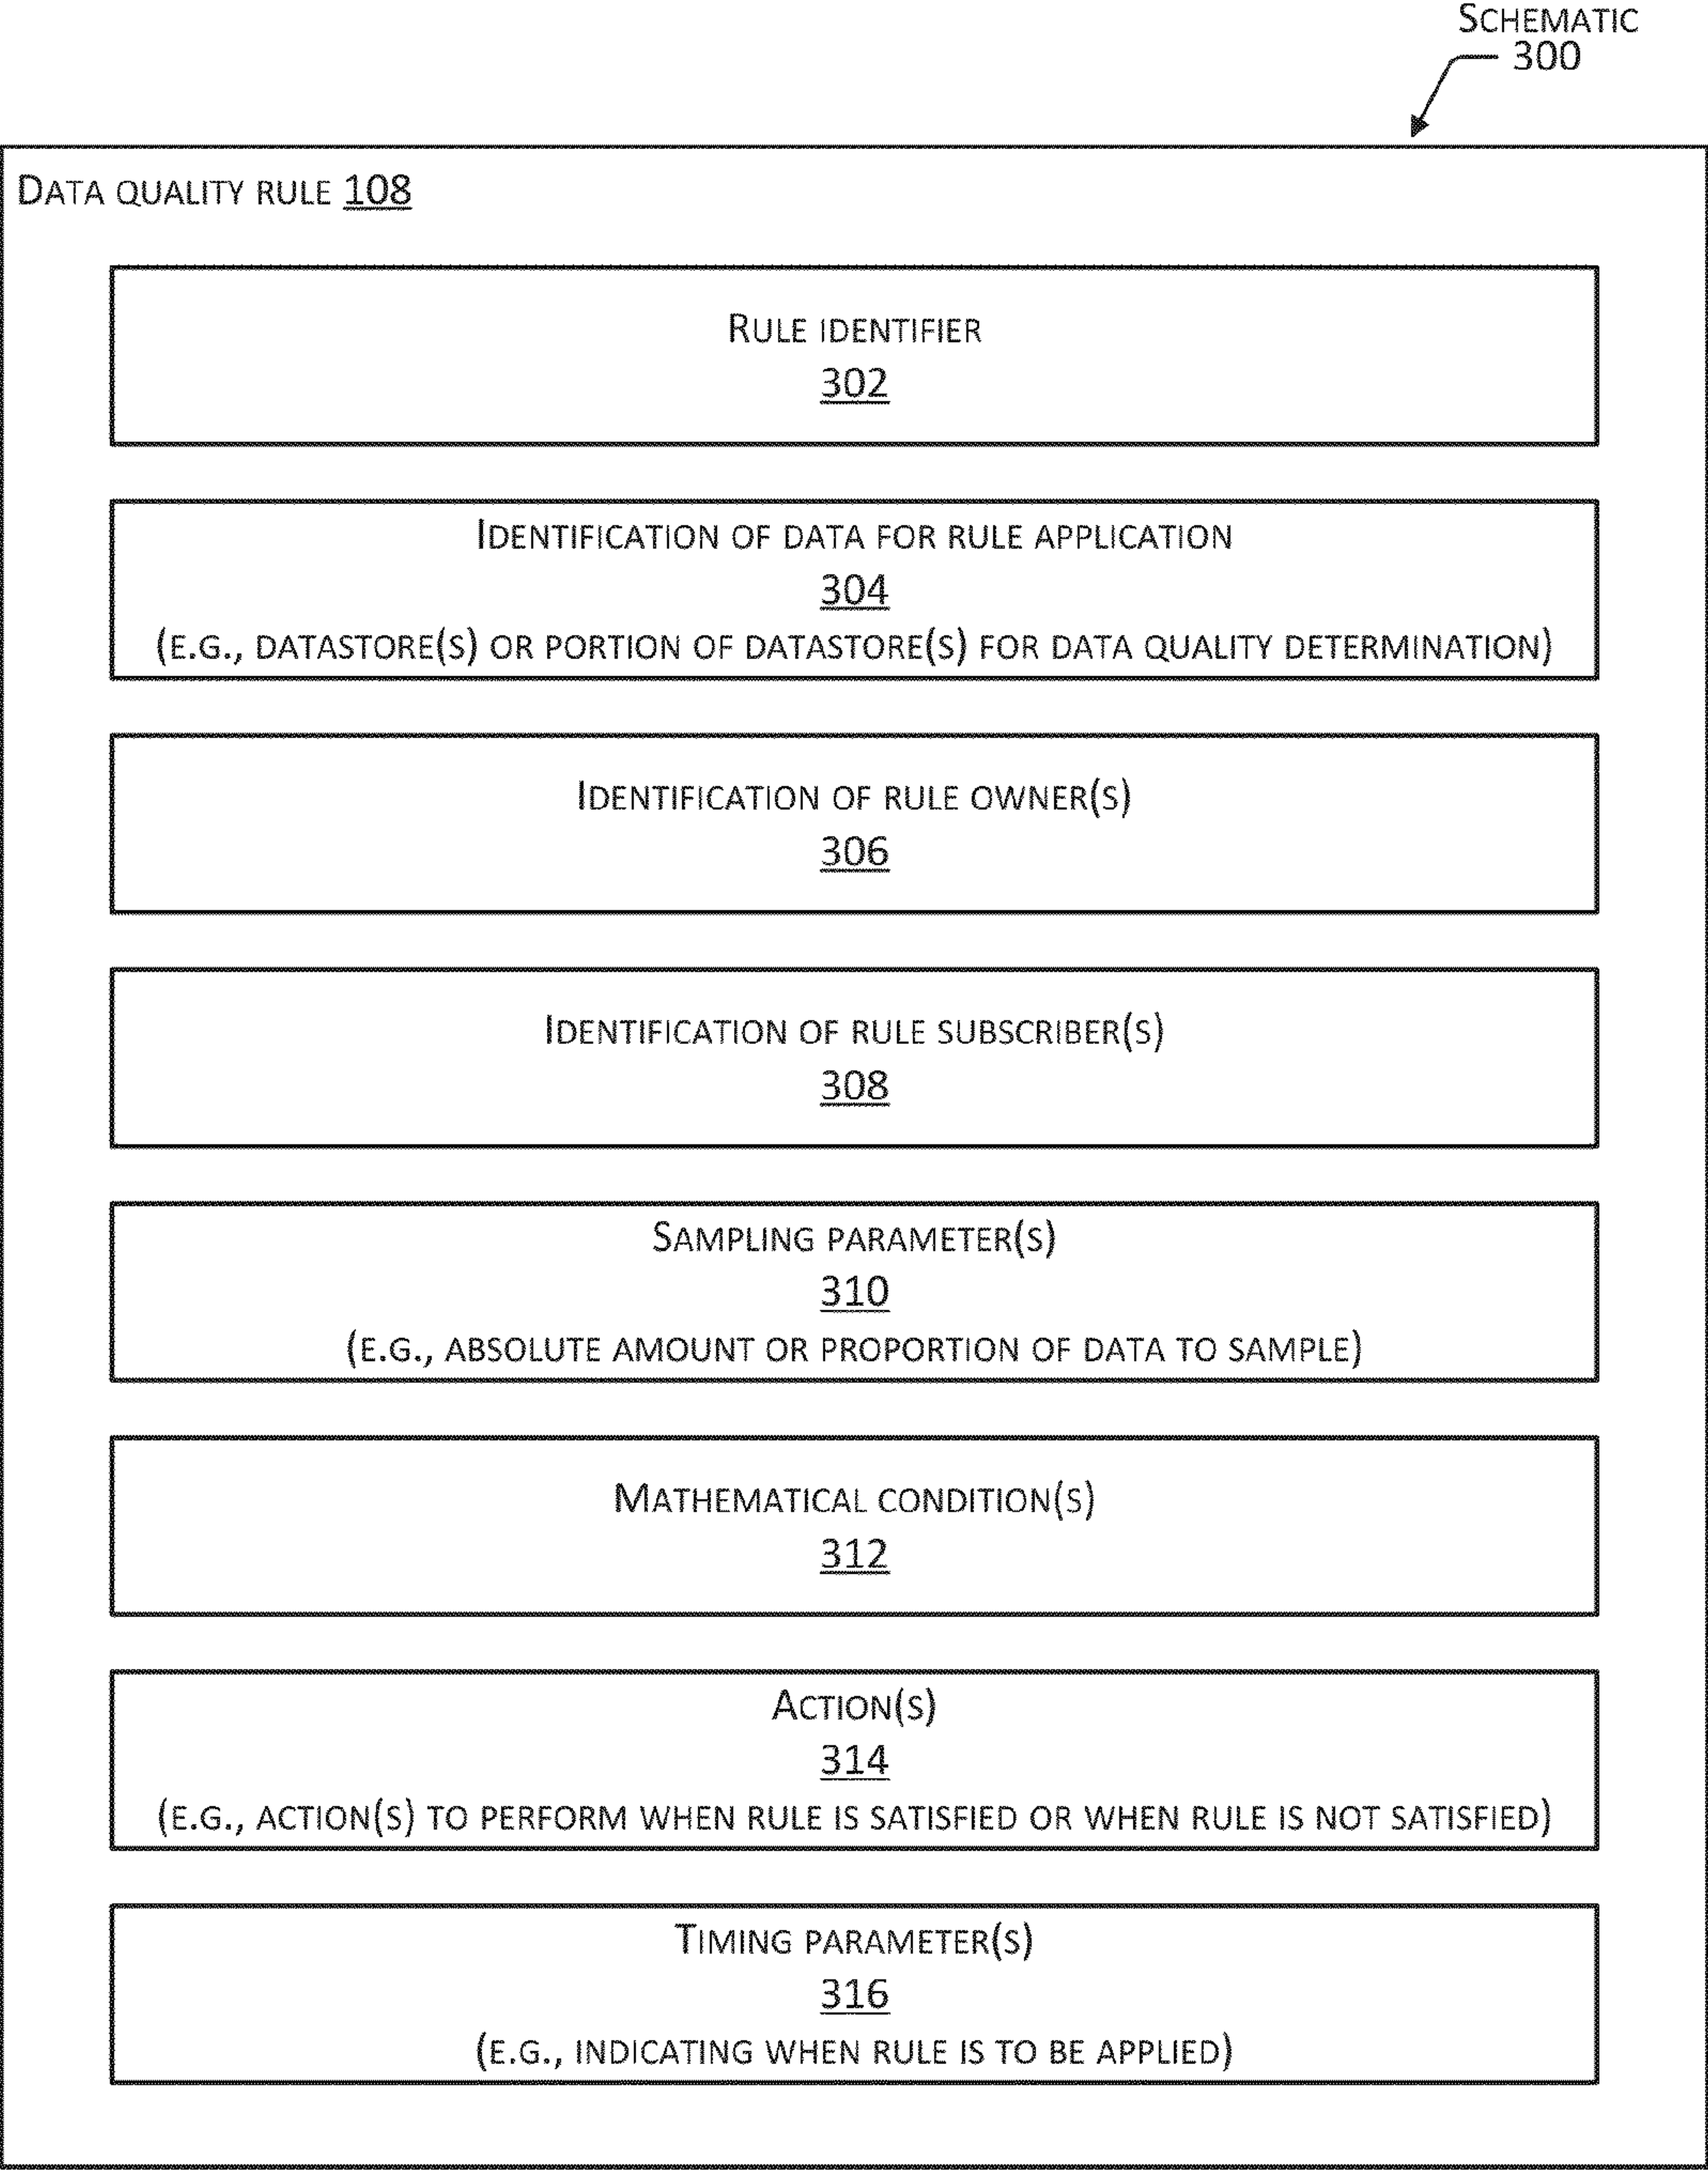 SCHEMATIC
300
DATA QUALITY RULE 108
RULE IDENTIFIER
302
IDENTIFICATION OF DATA FOR RULE APPLICATION
304
(E.G., DATASTORE(S) OR PORTION OF DATASTORE(S) FOR DATA QUALITY DETERMINATION)
IDENTIFICATION OF RULE OWNER(S)
306
IDENTIFICATION OF RULE SUBSCRIBER(S)
308
SAMPLING PARAMETER(S)
310
(E.G., ABSOLUTE AMOUNT OR PROPORTION OF DATA TO SAMPLE)
MATHEMATICAL CONDITION(S)
312
ACTION(S)
314
(E.G., ACTION(S) TO PERFORM WHEN RULE IS SATISFIED OR WHEN RULE IS NOT SATISFIED)
TIMING PARAMETER(S)
316
(E.G., INDICATING WHEN RULE IS TO BE APPLIED)